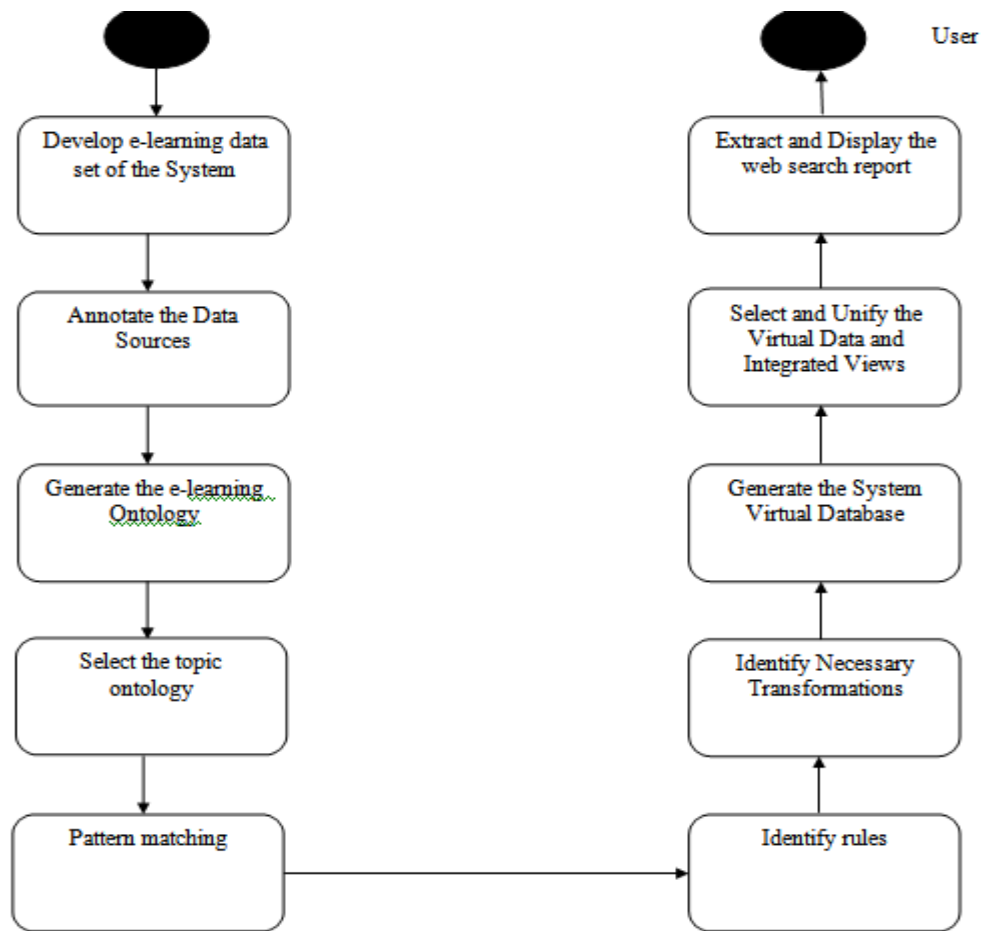 User
Develop e-learning data
set of the System
Annotate the Data
Sources
Generate the e-learning
Ontology
Select the topic
ontology
Pattern matching
Identify rules
Identify Necessary
Transformations
Generate the System
Virtual Database
Select and Unify the
Virtual Data and
Integrated Views
Extract and Display the
web search report